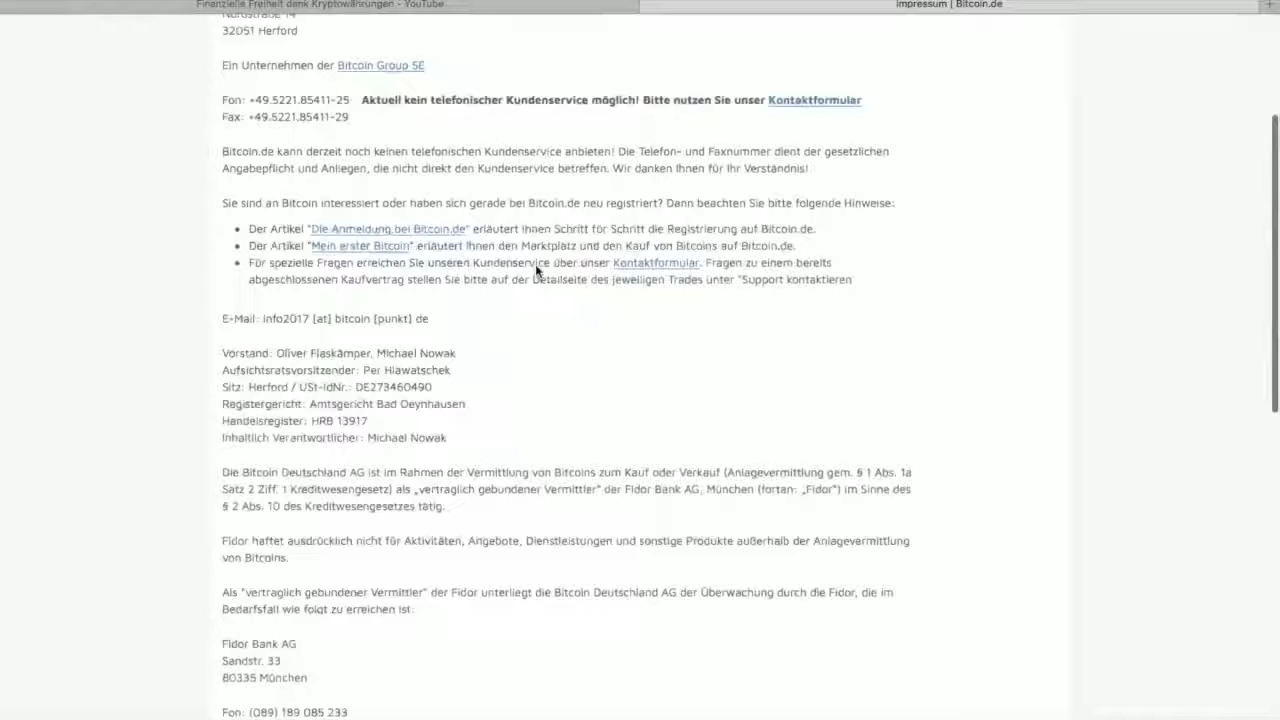 Finanzielle Freiheit dank Kryptowährungen - YouTube
Impressum | Bitcoin.de
Nordstraße 14
32051 Herford
Ein Unternehmen der Bitcoin Group SE
Fon: +49.5221.85411-25 Aktuell kein telefonischer Kundenservice möglich! Bitte nutzen Sie unser Kontaktformular
Fax: +49.5221.85411-29
Bitcoin.de kann derzeit noch keinen telefonischen Kundenservice anbieten! Die Telefon- und Faxnummer dient der gesetzlichen
Angabepflicht und Anliegen, die nicht direkt den Kundenservice betreffen. Wir danken Ihnen für Ihr Verständnis!
Sie sind an Bitcoin interessiert oder haben sich gerade bei Bitcoin.de neu registriert? Dann beachten Sie bitte folgende Hinweise:
• Der Artikel "Die Anmeldung bei Bitcoin.de" erläutert Ihnen Schritt für Schritt die Registrierung auf Bitcoin.de.
• Der Artikel "Mein erster Bitcoin" erläutert Ihnen den Marktplatz und den Kauf von Bitcoins auf Bitcoin.de.
• Für spezielle Fragen erreichen Sie unseren Kundenservice über unser Kontaktformular. Fragen zu einem bereits
abgeschlossenen Kaufvertrag stellen Sie bitte auf der Detailseite des jeweiligen Trades unter "Support kontaktieren
E-Mail: info2017 [at] bitcoin [punkt] de
Vorstand: Oliver Flaskämper, Michael Nowak
Aufsichtsratsvorsitzender: Per Hlawatschek
Sitz: Herford / USt-IdNr.: DE273460490
Registergericht: Amtsgericht Bad Oeynhausen
Handelsregister: HRB 13917
Inhaltlich Verantwortlicher: Michael Nowak
Die Bitcoin Deutschland AG ist im Rahmen der Vermittlung von Bitcoins zum Kauf oder Verkauf (Anlagevermittlung gem. § 1 Abs. 1a
Satz 2 Ziff. 1 Kreditwesengesetz) als „vertraglich gebundener Vermittler" der Fidor Bank AG, München (fortan: „Fidor") im Sinne des
§ 2 Abs. 10 des Kreditwesengesetzes tätig.
Fidor haftet ausdrücklich nicht für Aktivitäten, Angebote, Dienstleistungen und sonstige Produkte außerhalb der Anlagevermittlung
von Bitcoins.
Als "vertraglich gebundener Vermittler" der Fidor unterliegt die Bitcoin Deutschland AG der Überwachung durch die Fidor, die im
Bedarfsfall wie folgt zu erreichen ist:
Fidor Bank AG
Sandstr. 33
80335 München
Fon: (089) 189 085 233